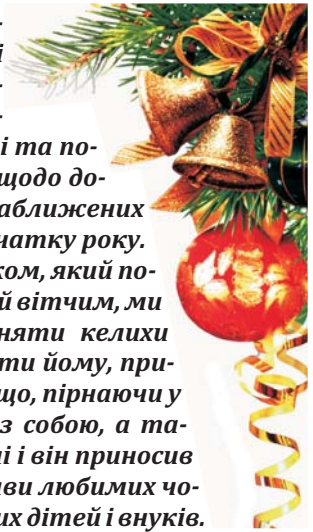 -
і
-
-
і та по-
щодо до-
аближених
чатку року.
ком, який по-
й вітчим, ми
няти келихи
ти йому, при-
що, пірнаючи у
з собою, а та-
і і він приносив
ави любимих чо-
их дітей і внуків.